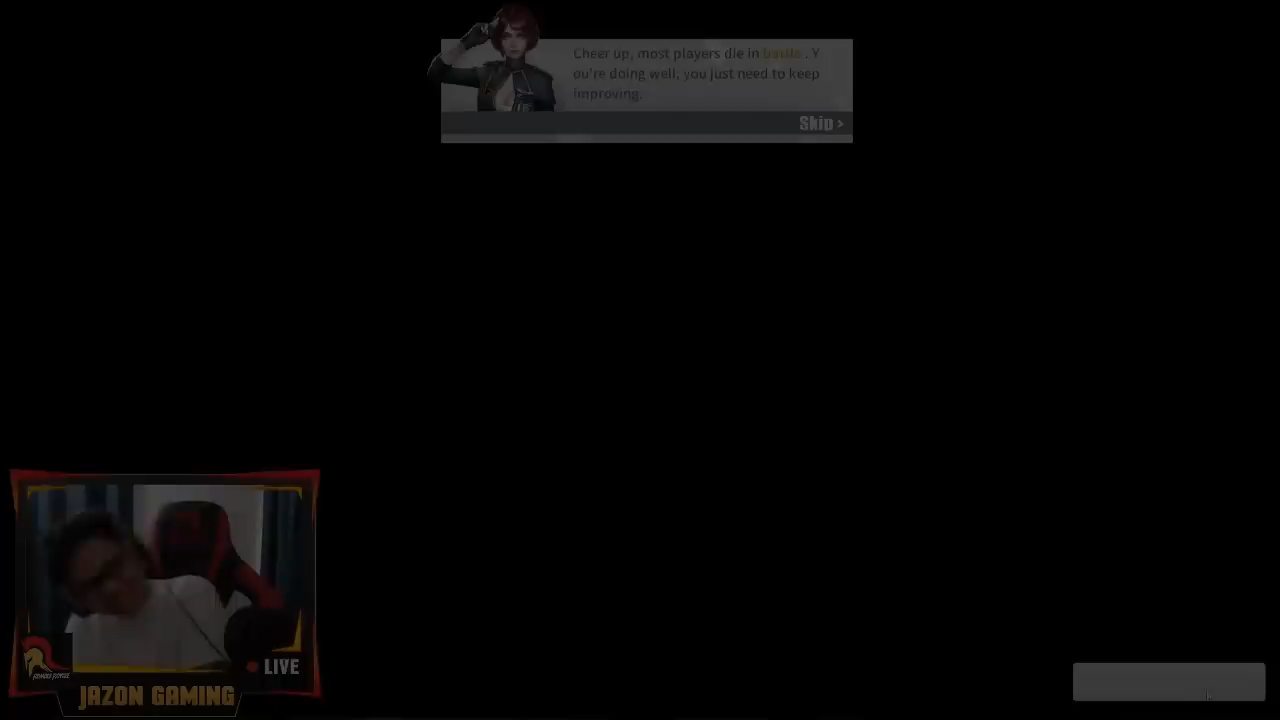 Cheer up, most players die in battle . Y
ou're doing well; you just need to keep
improving.
Skip >
LIVE
JAZON GAMING